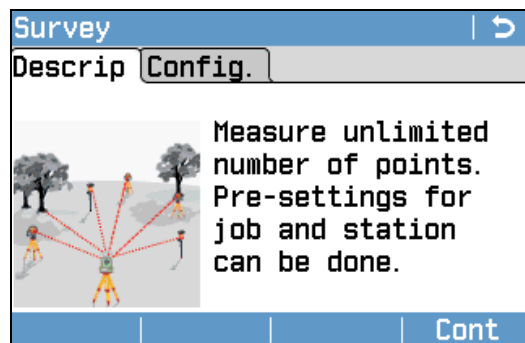 Survey
Descrip Config.
Measure unlimited
number of points.
Pre-settings for
job and station
can be done.
Cont